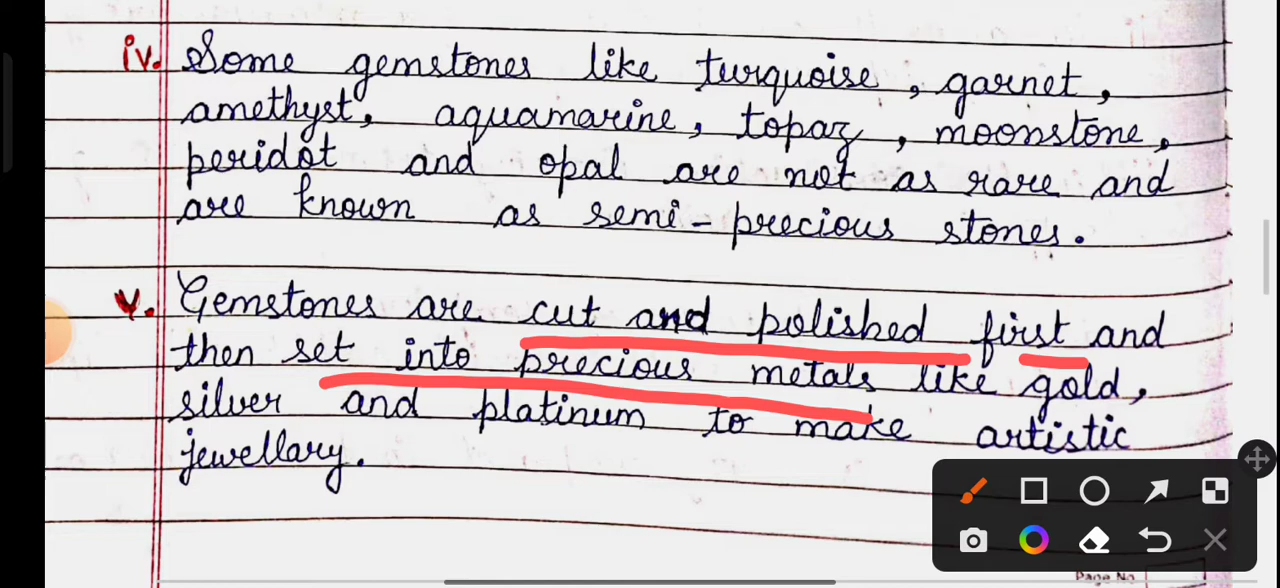 iv. Some gemstones like turquoise, garnet,
amethyst, aquamarine, topaz, moonstone,
peridot and opal are not as rare and
are known as semi-precious stones.
v. Gemstones are cut and polished first and
then set into precious metals like gold,
silver and platinum to make artistic
jewellary.
Page No.